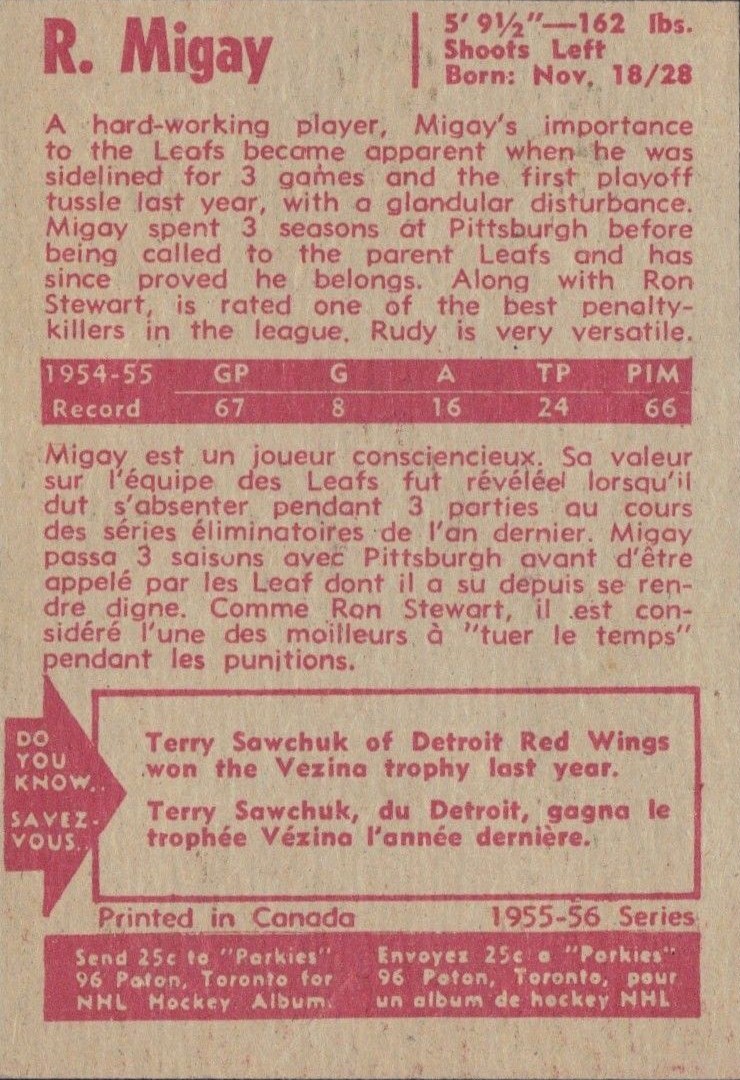 R. Migay
5' 9½"—162 lbs.
Shoots Left
Born: Nov. 18/28
A hard-working player, Migay's importance
to the Leafs became apparent when he was
sidelined for 3 games and the first playoff
tussle last year, with a glandular disturbance.
Migay spent 3 seasons at Pittsburgh before
being called to the parent Leafs and has
since proved he belongs. Along with Ron
Stewart, is rated one of the best penalty-
killers in the league. Rudy is very versatile.
1954-55 GP G A TP PIM
Record 67 8 16 24 66
Migay est un joueur consciencieux. Sa valeur
sur l'équipe des Leafs fut révéléel lorsqu'il
dut s'absenter pendant 3 parties au cours
des séries éliminatoires de l'an dernier. Migay
passa 3 saisons avec Pittsburgh avant d'être
appelé par les Leaf dont il a su depuis se ren-
dre digne. Comme Ron Stewart, il est con-
sidéré l'une des moilleurs à "tuer le temps"
pendant les punitions.
DO
YOU
KNOW..
SAVEZ-
VOUS..
Terry Sawchuk of Detroit Red Wings
won the Vezina trophy last year.
Terry Sawchuk, du Detroit, gagna le
trophée Vézina l'année dernière.
Printed in Canada 1955-56 Series
Send 25c to "Parkies"
96 Paton, Toronto for
NHL Hockey Album.
Envoyez 25c a "Parkies"
96 Paton, Toronto, pour
un album de hockey NHL